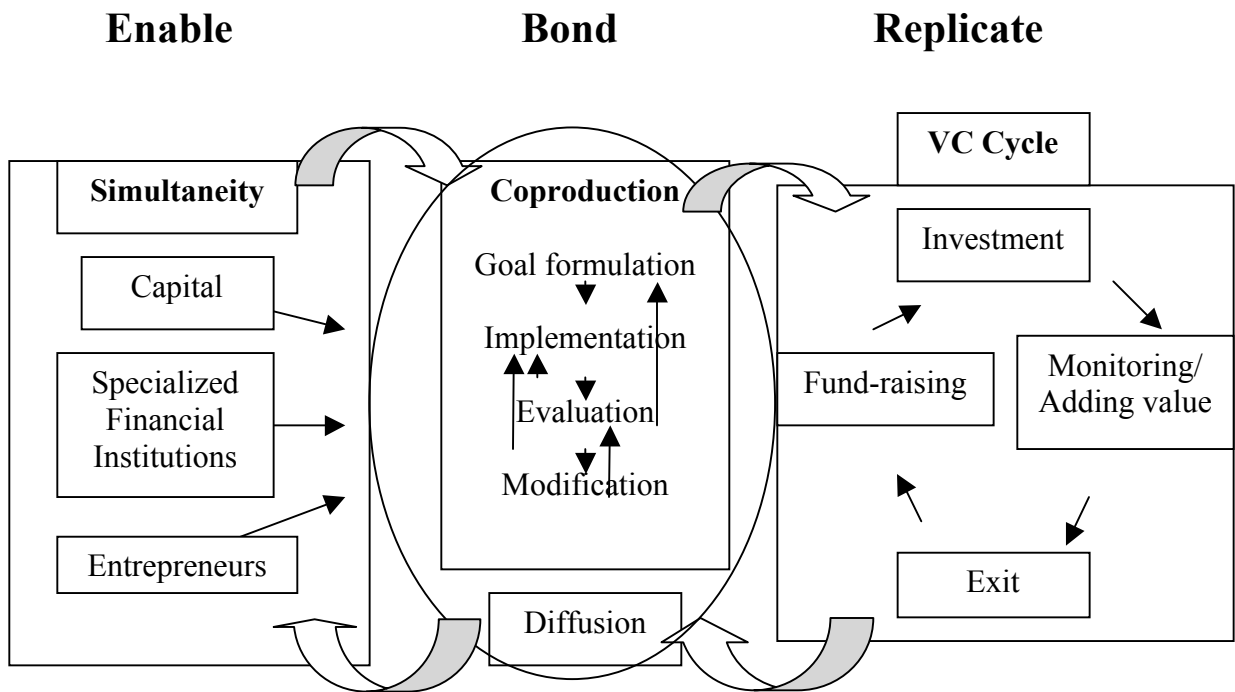 Enable
Bond
Replicate
Simultaneity
Capital
Specialized
Financial
Institutions
Entrepreneurs
Coproduction
Goal formulation
Implementation
Evaluation
Modification
Diffusion
VC Cycle
Investment
Fund-raising
Monitoring/
Adding value
Exit